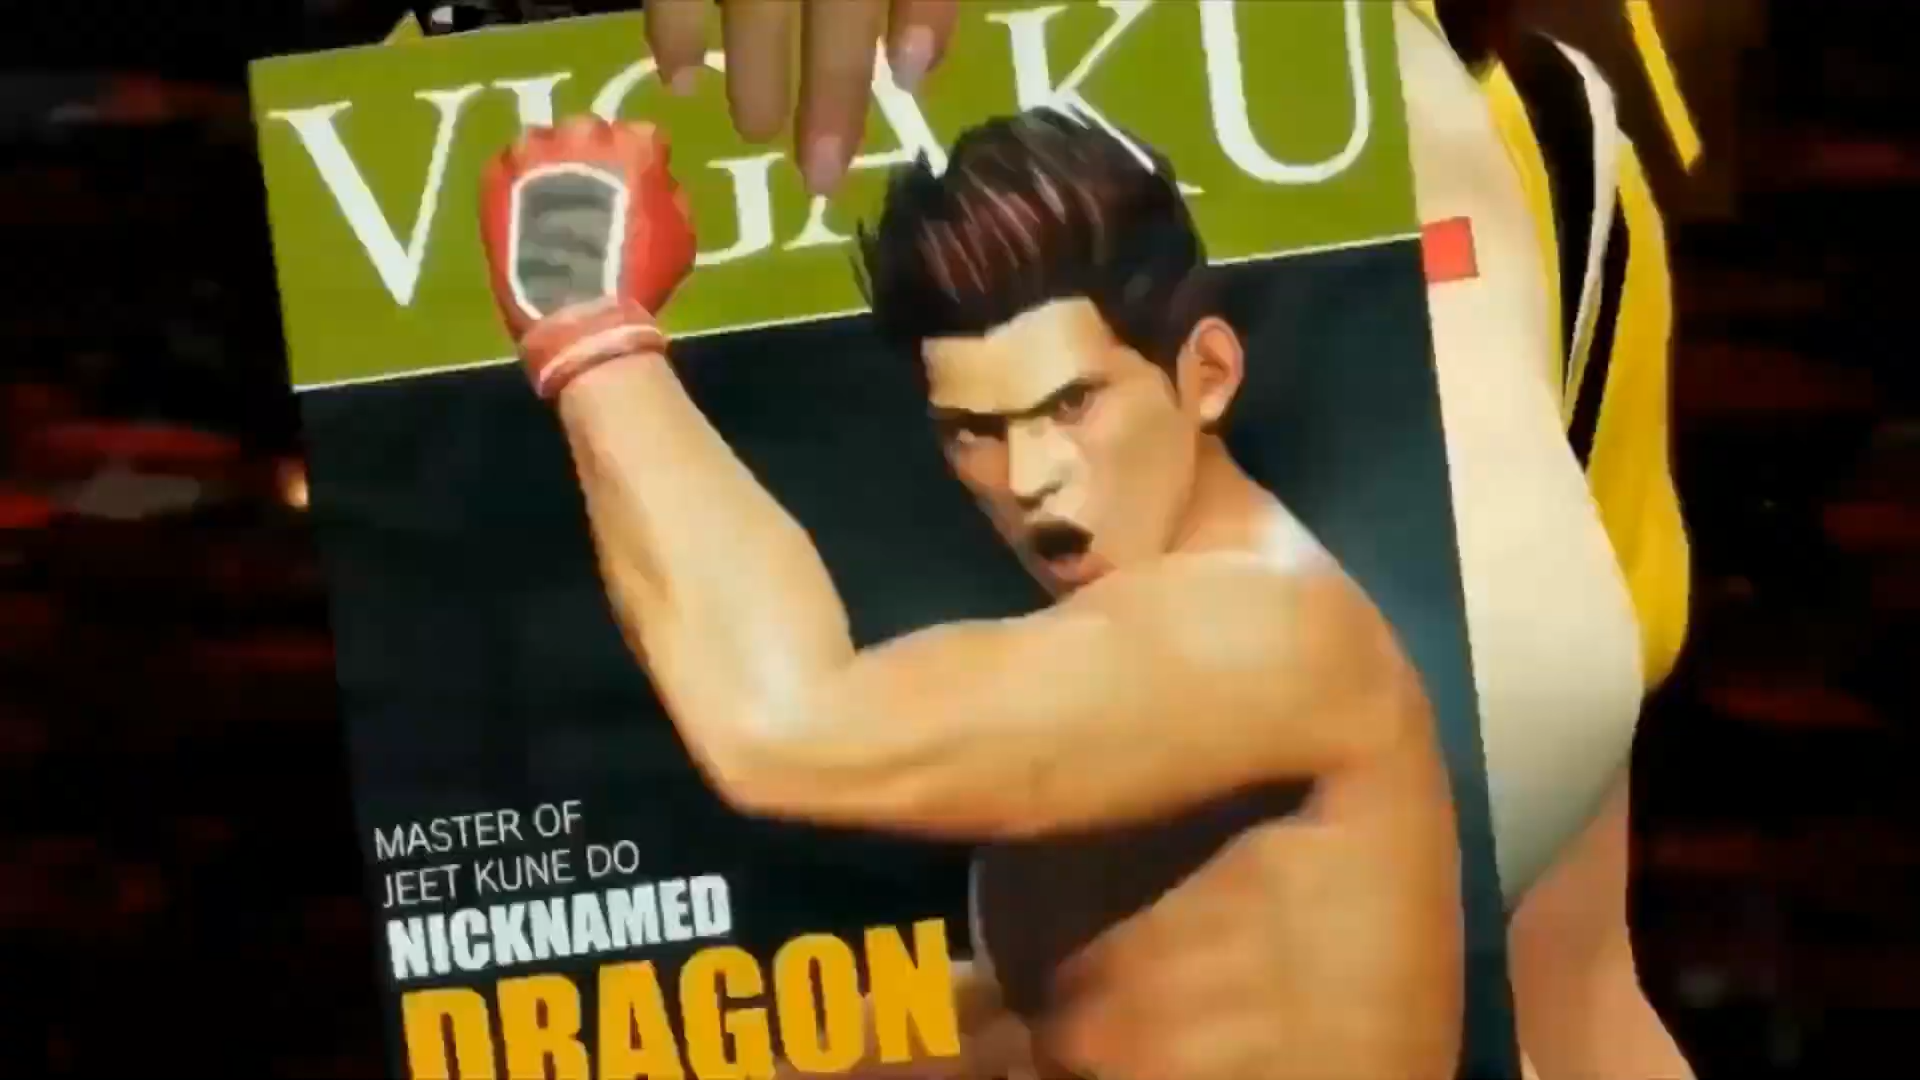 VIGAKU
MASTER OF
JEET KUNE DO
NICKNAMED
DRAGON